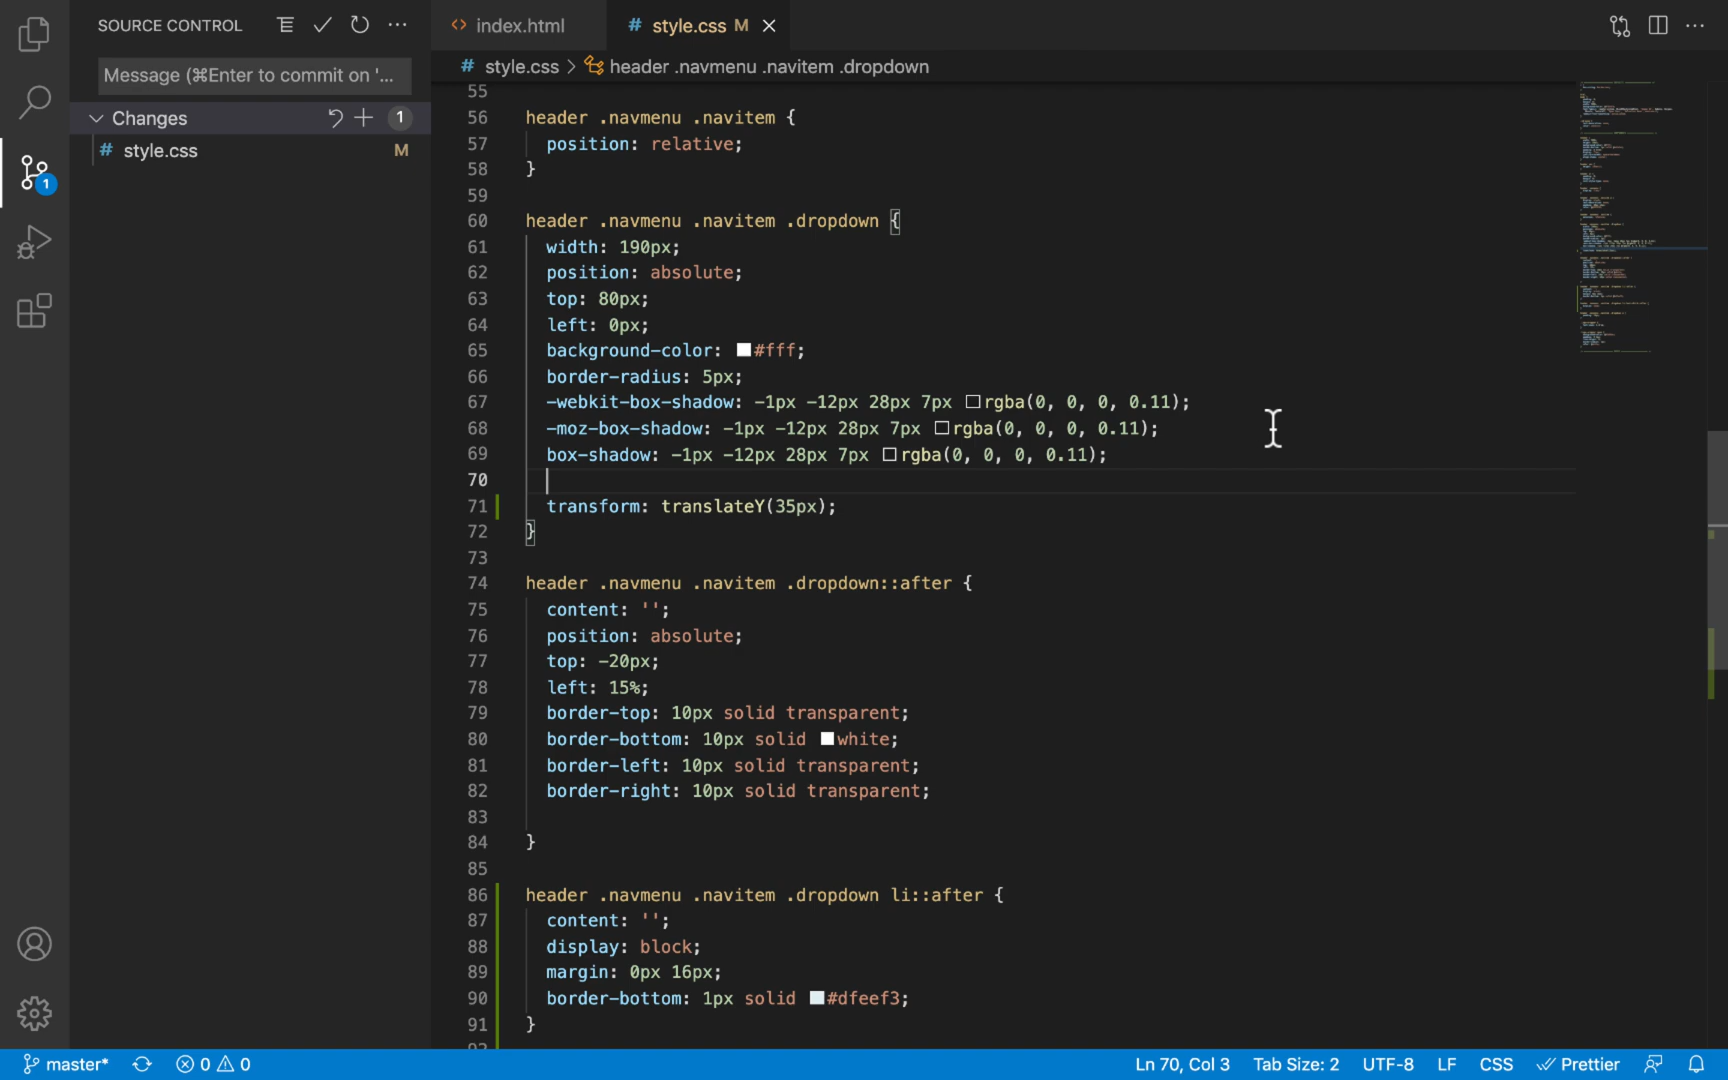 SOURCE CONTROL
Message (⌘Enter to commit on '...
Changes 1
# style.css M
1
<> index.html
# style.css M
# style.css > header .navmenu .navitem .dropdown
55
56 header .navmenu .navitem {
57 position: relative;
58 }
59
60 header .navmenu .navitem .dropdown {
61 width: 190px;
62 position: absolute;
63 top: 80px;
64 left: 0px;
65 background-color: #fff;
66 border-radius: 5px;
67 -webkit-box-shadow: -1px -12px 28px 7px rgba(0, 0, 0, 0.11);
68 -moz-box-shadow: -1px -12px 28px 7px rgba(0, 0, 0, 0.11);
69 box-shadow: -1px -12px 28px 7px rgba(0, 0, 0, 0.11);
70
71 transform: translateY(35px);
72 }
73
74 header .navmenu .navitem .dropdown::after {
75 content: '';
76 position: absolute;
77 top: -20px;
78 left: 15%;
79 border-top: 10px solid transparent;
80 border-bottom: 10px solid white;
81 border-left: 10px solid transparent;
82 border-right: 10px solid transparent;
83
84 }
85
86 header .navmenu .navitem .dropdown li::after {
87 content: '';
88 display: block;
89 margin: 0px 16px;
90 border-bottom: 1px solid #dfeef3;
91 }
master* 0 0 Ln 70, Col 3 Tab Size: 2 UTF-8 LF CSS Prettier